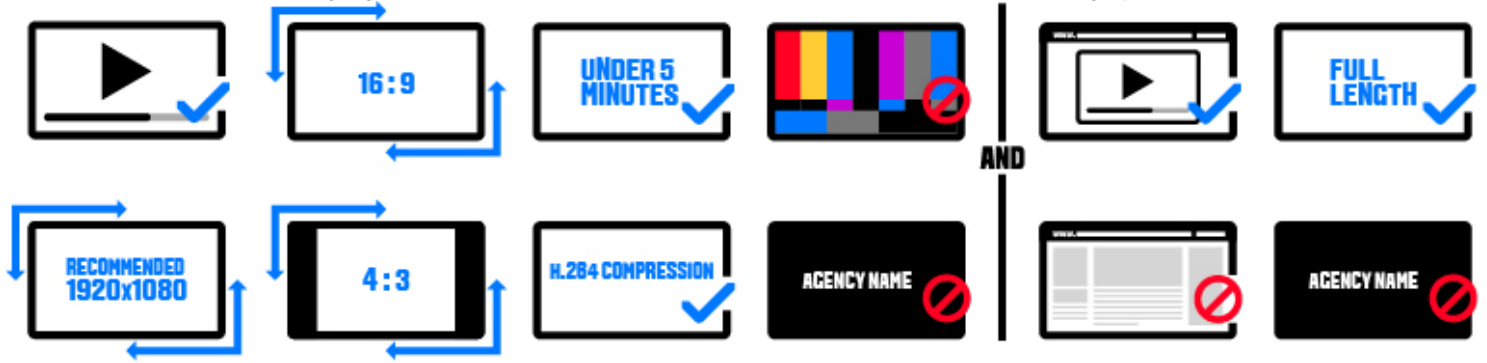 16:9
UNDER 5
MINUTES
FULL
LENGTH
AND
RECOMMENDED
1920x1080
4:3
H.264 COMPRESSION
AGENCY NAME
AGENCY NAME